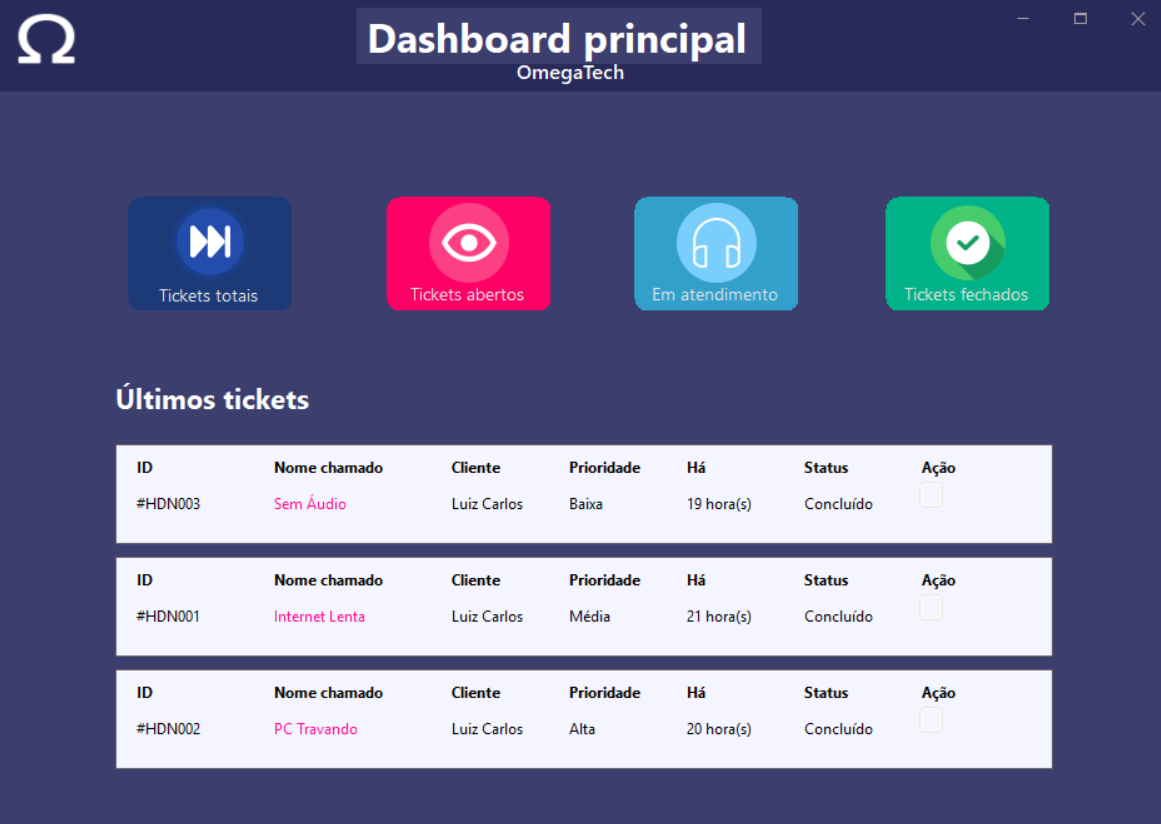 Ω
Dashboard principal
OmegaTech
Tickets totais
Tickets abertos
Em atendimento
Tickets fechados
Últimos tickets
ID Nome chamado Cliente Prioridade Há Status Ação
#HDN003 Sem Áudio Luiz Carlos Baixa 19 hora(s) Concluído
ID Nome chamado Cliente Prioridade Há Status Ação
#HDN001 Internet Lenta Luiz Carlos Média 21 hora(s) Concluído
ID Nome chamado Cliente Prioridade Há Status Ação
#HDN002 PC Travando Luiz Carlos Alta 20 hora(s) Concluído